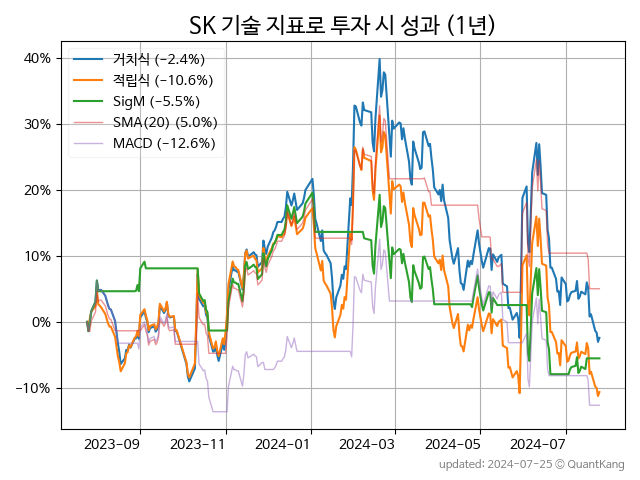 SK 기술 지표로 투자 시 성과 (1년)
거치식 (−2.4%)
적립식 (−10.6%)
SigM (−5.5%)
SMA(20) (5.0%)
MACD (−12.6%)
40%
30%
20%
10%
0%
−10%
2023-09 2023-11 2024-01 2024-03 2024-05 2024-07
updated: 2024-07-25 © QuantKang